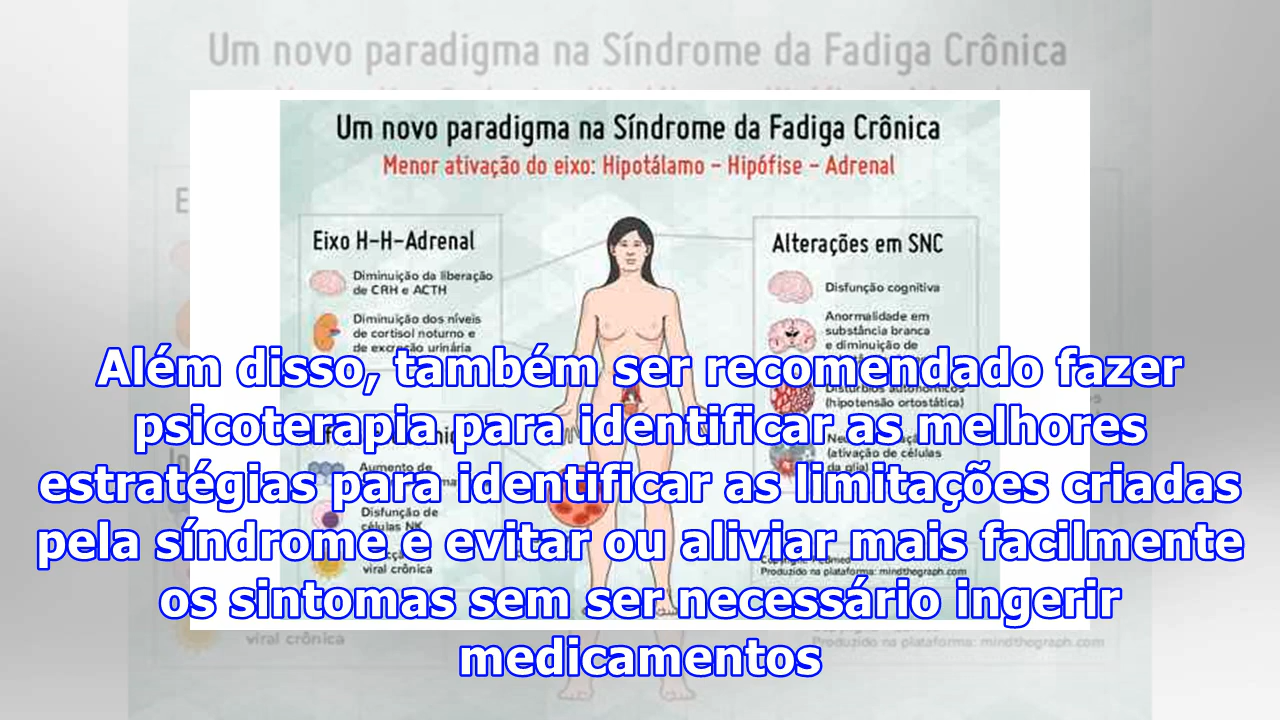 Um novo paradigma na Síndrome da Fadiga Crônica
Um novo paradigma na Síndrome da Fadiga Crônica
Menor ativação do eixo: Hipotálamo - Hipófise - Adrenal
Eixo H-H-Adrenal
Diminuição da liberação
de CRH e ACTH
Diminuição dos níveis
de cortisol noturno e
de excreção urinária
Alterações em SNC
Disfunção cognitiva
Anormalidade em
substância branca
e diminuição de
Distúrbios autonômicos
(hipotensão ortostática)
(ativação de células
da glia)
Aumento de
Disfunção de
células NK
viral crônica
Produzido na plataforma: mindthegraph.com
Além disso, também ser recomendado fazer
psicoterapia para identificar as melhores
estratégias para identificar as limitações criadas
pela síndrome e evitar ou aliviar mais facilmente
os sintomas sem ser necessário ingerir
medicamentos
viral crônica
Produzido na plataforma: mindthegraph.com